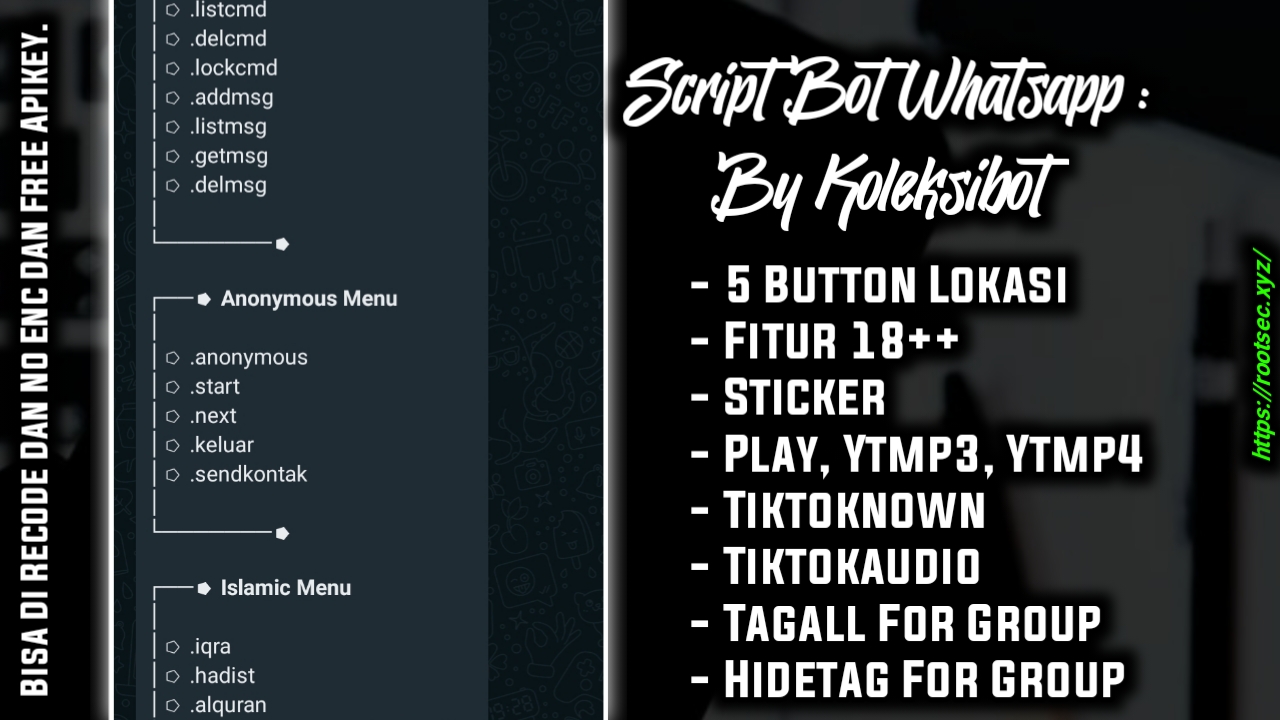 BISA DI RECODE DAN NO ENC DAN FREE APIKEY.
.listcmd
.delcmd
.lockcmd
.addmsg
.listmsg
.getmsg
.delmsg
Anonymous Menu
.anonymous
.start
.next
.keluar
.sendkontak
Islamic Menu
.iqra
.hadist
.alquran
Script Bot Whatsapp :
By Koleksibot
- 5 Button Lokasi
- Fitur 18++
- Sticker
- Play, Ytmp3, Ytmp4
- Tiktoknown
- Tiktokaudio
- Tagall For Group
- Hidetag For Group
https://rootsec.xyz/